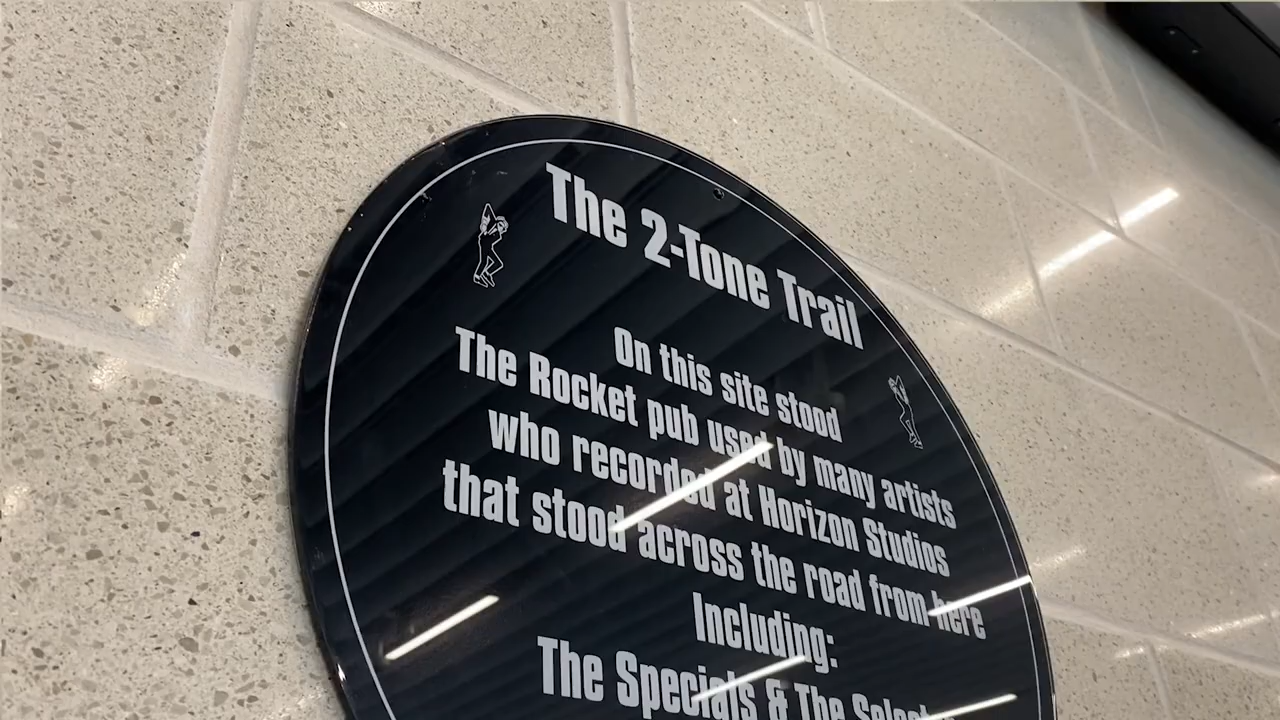 The 2-Tone Trail
On this site stood
The Rocket pub used by many artists
who recorded at Horizon Studios
that stood across the road from here
Including:
The Specials & The